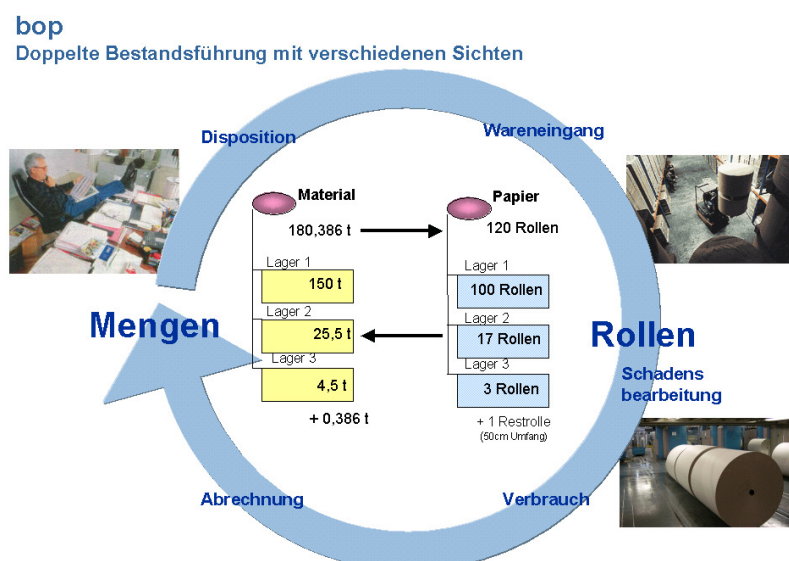 bop
Doppelte Bestandsführung mit verschiedenen Sichten
Disposition
Wareneingang
Material
Papier
180,386 t
120 Rollen
Lager 1
150 t
Lager 1
100 Rollen
Mengen
Lager 2
25,5 t
Lager 2
17 Rollen
Rollen
Lager 3
4,5 t
Lager 3
3 Rollen
Schadens
bearbeitung
+ 0,386 t
+ 1 Restrolle
(50cm Umfang)
Abrechnung
Verbrauch